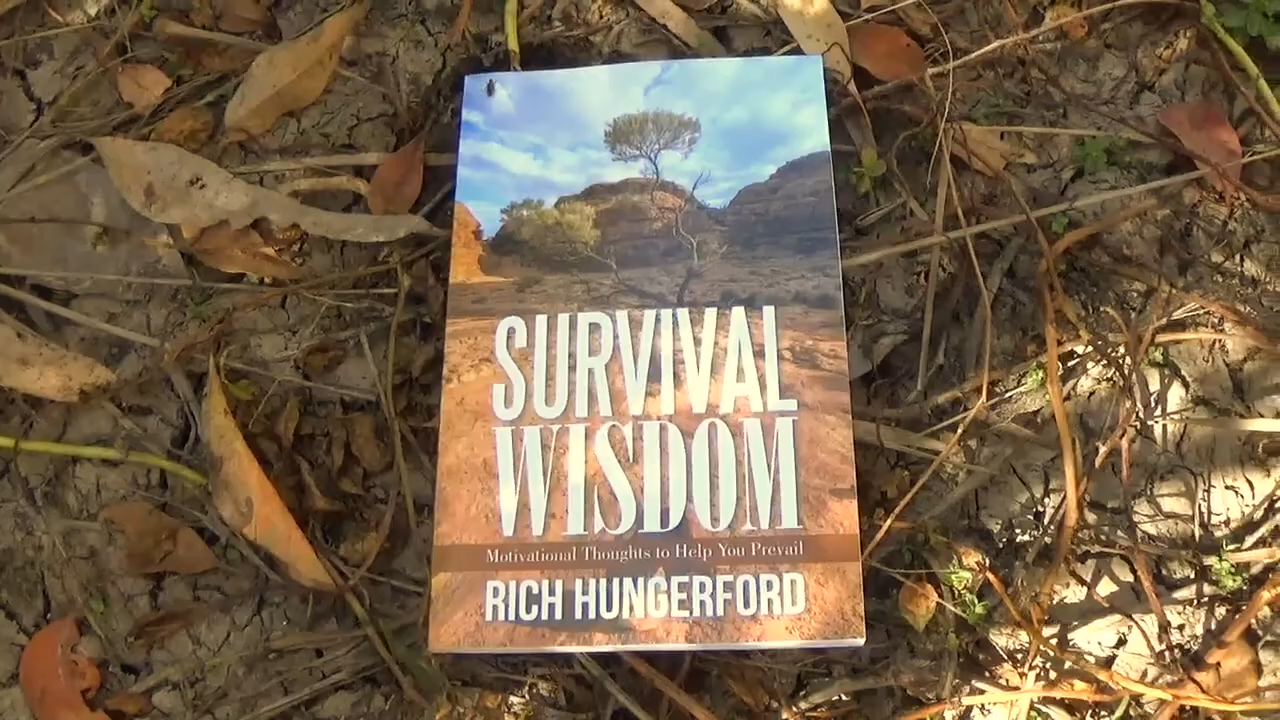 SURVIVAL
WISDOM
Motivational Thoughts to Help You Prevail
RICH HUNGERFORD